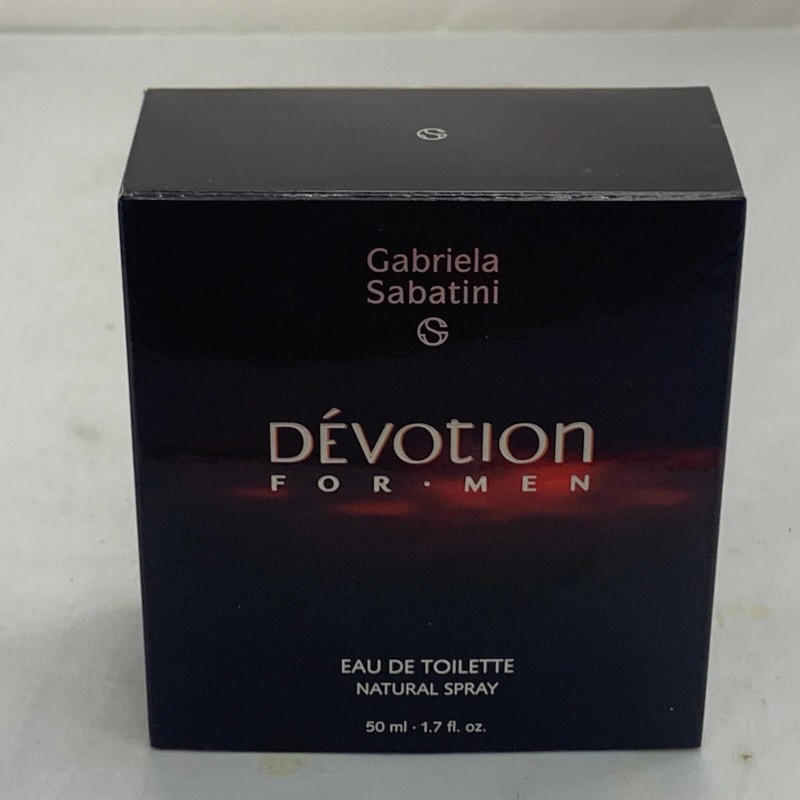 Gabriela
Sabatini
DÉVOTION
FOR·MEN
EAU DE TOILETTE
NATURAL SPRAY
50 ml · 1.7 fl. oz.